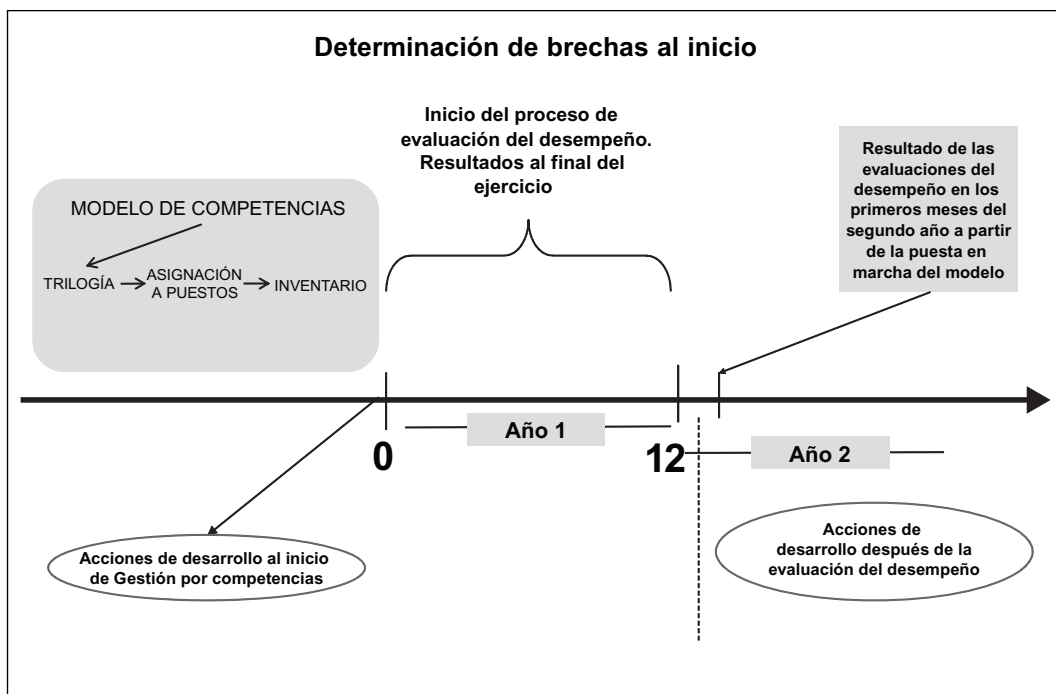 Determinación de brechas al inicio
Inicio del proceso de
evaluación del desempeño.
Resultados al final del
ejercicio
Resultado de las
evaluaciones del
desempeño en los
primeros meses del
segundo año a partir
de la puesta en
marcha del modelo
MODELO DE COMPETENCIAS
TRILOGÍA
ASIGNACIÓN
A PUESTOS
INVENTARIO
0
Año 1
12
Año 2
Acciones de desarrollo al inicio
de Gestión por competencias
Acciones de
desarrollo después de la
evaluación del desempeño